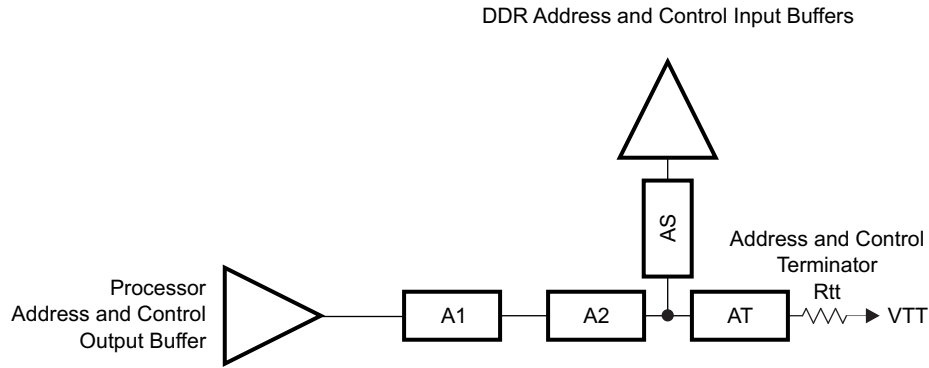 DDR Address and Control Input Buffers
AS
Address and Control
Terminator
Rtt
Processor
Address and Control
Output Buffer
A1
A2
AT
VTT